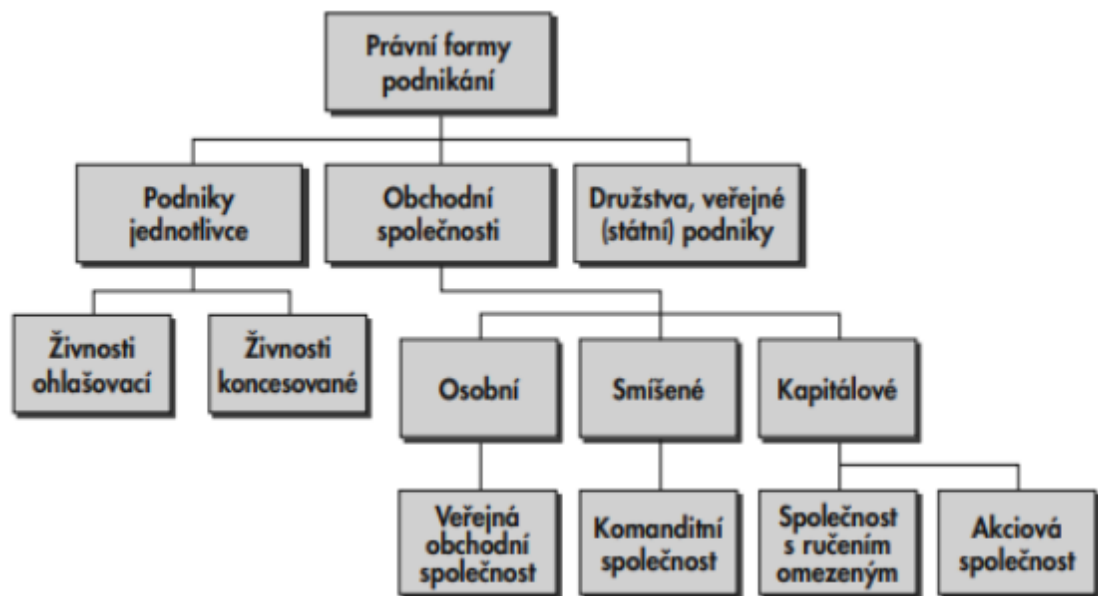 Právní formy
podnikání
Podniky
jednotlivce
Obchodní
společnosti
Družstva, veřejné
(státní) podniky
Živnosti
ohlašovací
Živnosti
koncesované
Osobní
Smíšené
Kapitálové
Veřejná
obchodní
společnost
Komanditní
společnost
Společnost
s ručením
omezeným
Akciová
společnost